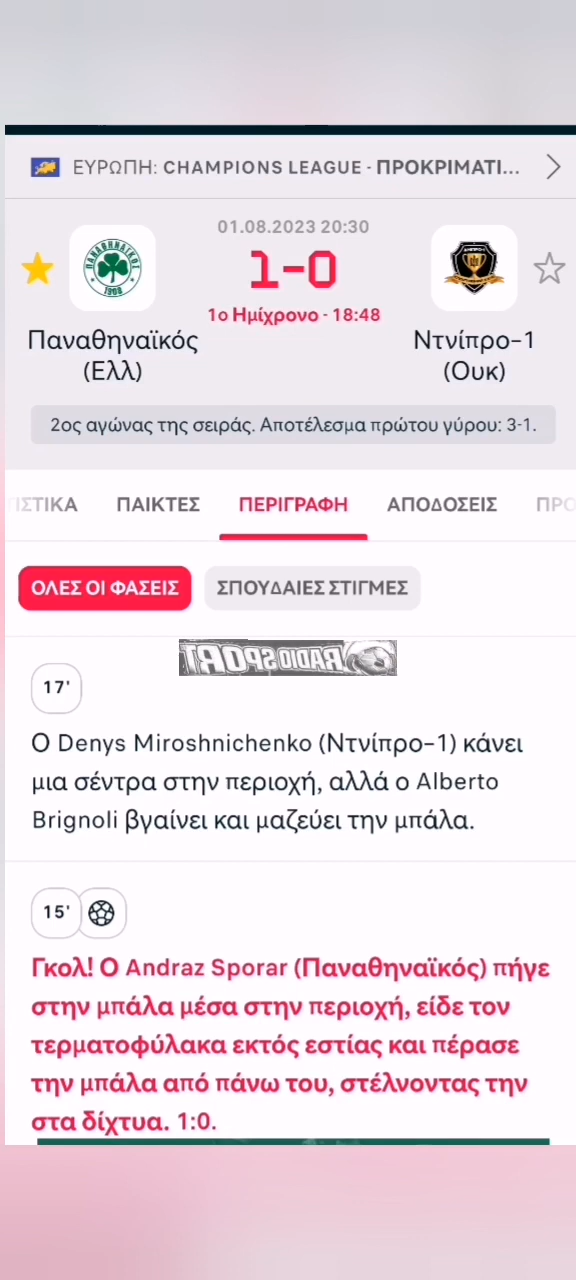 ΕΥΡΩΠΗ: CHAMPIONS LEAGUE - ΠΡΟΚΡΙΜΑΤΙ...
01.08.2023 20:30
1-0
1ο Ημίχρονο - 18:48
ΠΑΝΑΘΗΝΑΪΚΟΣ
1908
Παναθηναϊκός
(Ελλ)
Ντνίπρο-1
(Ουκ)
2ος αγώνας της σειράς. Αποτέλεσμα πρώτου γύρου: 3-1.
ΙΣΤΙΚΑ ΠΑΙΚΤΕΣ ΠΕΡΙΓΡΑΦΗ ΑΠΟΔΟΣΕΙΣ ΠΡΟ
ΟΛΕΣ ΟΙ ΦΑΣΕΙΣ ΣΠΟΥΔΑΙΕΣ ΣΤΙΓΜΕΣ
RADIO SPORT
17'
Ο Denys Miroshnichenko (Ντνίπρο-1) κάνει
μια σέντρα στην περιοχή, αλλά ο Alberto
Brignoli βγαίνει και μαζεύει την μπάλα.
15'
Γκολ! Ο Andraz Sporar (Παναθηναϊκός) πήγε
στην μπάλα μέσα στην περιοχή, είδε τον
τερματοφύλακα εκτός εστίας και πέρασε
την μπάλα από πάνω του, στέλνοντας την
στα δίχτυα. 1:0.